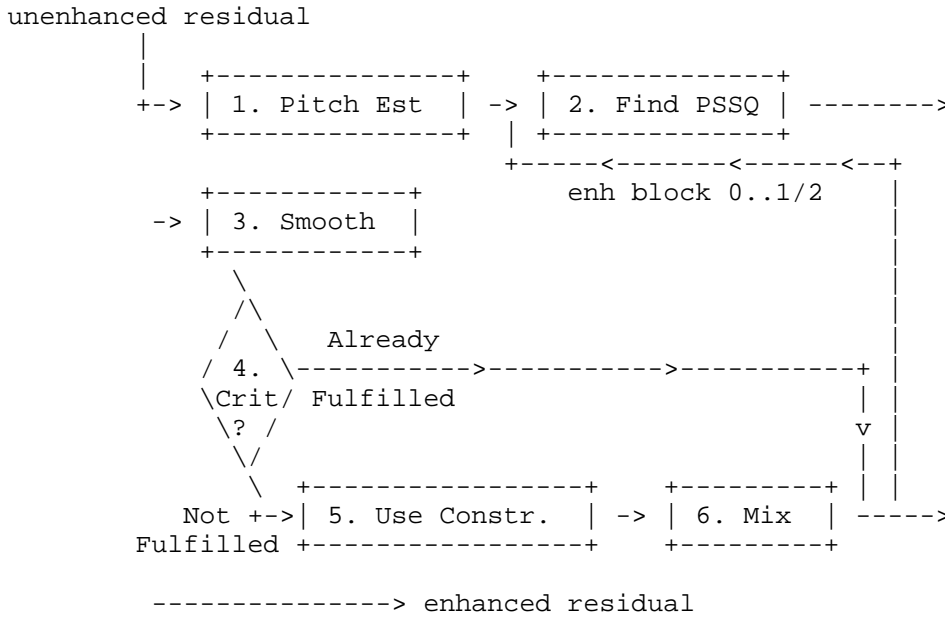 unenhanced residual
         |
         |   +---------------+    +--------------+
         +-> | 1. Pitch Est  | -> | 2. Find PSSQ | -------->
             +---------------+  | +--------------+
                                +-----<-------<------<--+
             +------------+         enh block 0..1/2    |
          -> | 3. Smooth  |                             |
             +------------+                             |
               \                                        |
               /\                                       |
              /  \   Already                            |
             / 4. \----------->----------->-----------+ |
             \Crit/ Fulfilled                         | |
              \? /                                    v |
               \/                                     | |
                \  +-----------------+    +---------+ | |
            Not +->| 5. Use Constr.  | -> | 6. Mix  | ----->
         Fulfilled +-----------------+    +---------+

          ---------------> enhanced residual